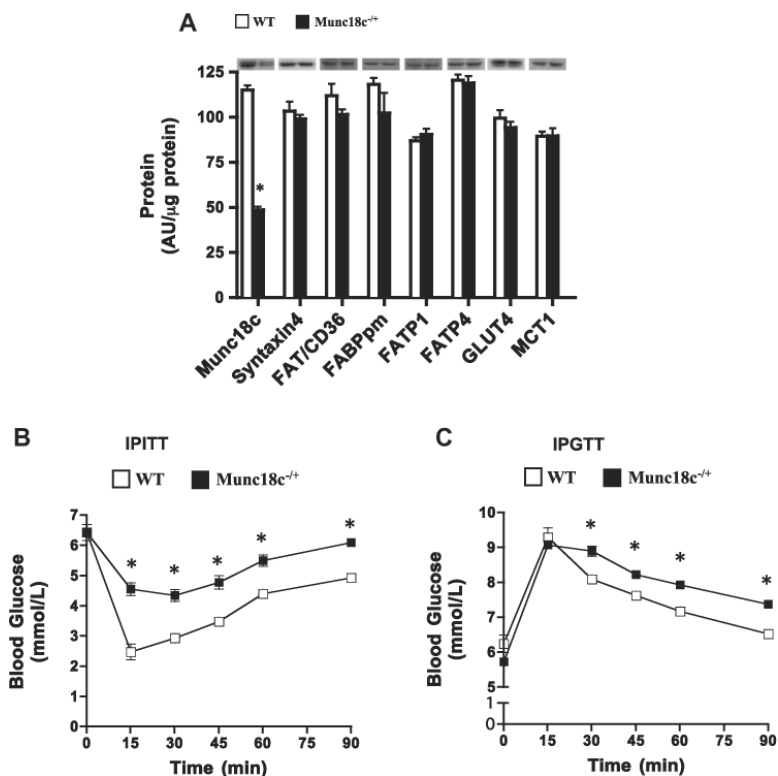 A
WT Munc18c-/+
Protein
(AU/µg protein)
125
100
75
50
25
0
*
Munc18c
Syntaxin4
FAT/CD36
FABPpm
FATP1
FATP4
GLUT4
MCT1
B
IPITT
WT Munc18c-/+
Blood Glucose
(mmol/L)
7
6
5
4
3
2
1
0
* * * * *
0 15 30 45 60 90
Time (min)
C
IPGTT
WT Munc18c-/+
Blood Glucose
(mmol/L)
10
9
8
7
6
5
1
0
* * * *
0 15 30 45 60 90
Time (min)